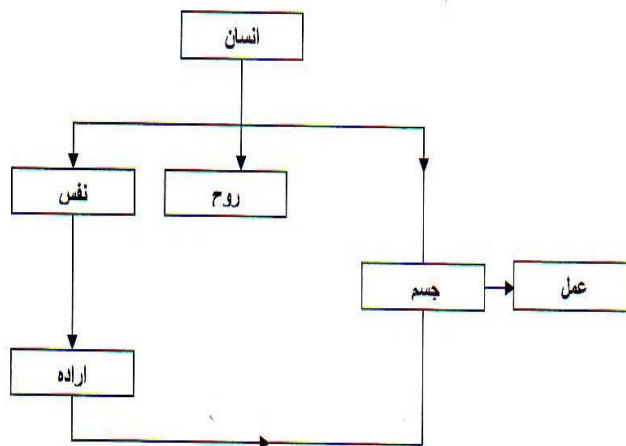 انسان
نفس
روح
جسم
عمل
اراده